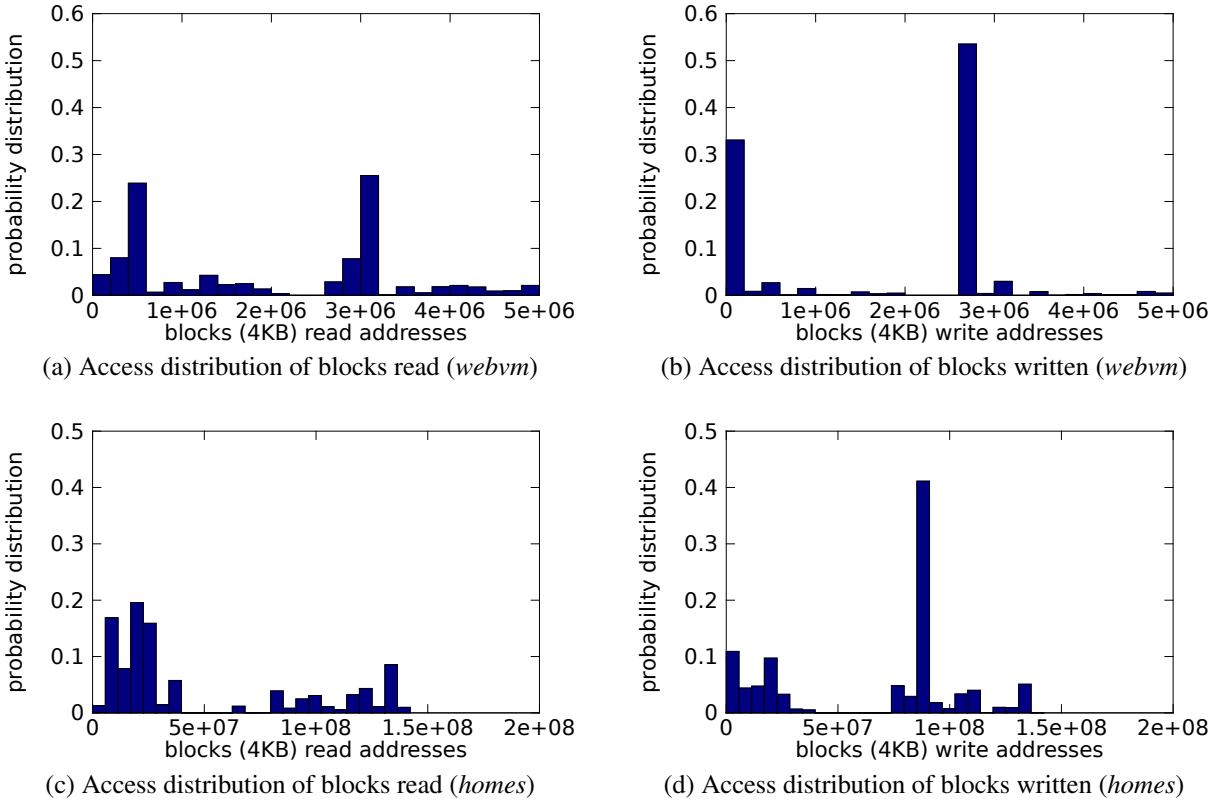 0.6
0.5
0.4
0.3
0.2
0.1
0
probability distribution
0 1e+06 2e+06 3e+06 4e+06 5e+06
blocks (4KB) read addresses
(a) Access distribution of blocks read (webvm)
0.6
0.5
0.4
0.3
0.2
0.1
0
probability distribution
0 1e+06 2e+06 3e+06 4e+06 5e+06
blocks (4KB) write addresses
(b) Access distribution of blocks written (webvm)
0.5
0.4
0.3
0.2
0.1
0
probability distribution
0 5e+07 1e+08 1.5e+08 2e+08
blocks (4KB) read addresses
(c) Access distribution of blocks read (homes)
0.5
0.4
0.3
0.2
0.1
0
probability distribution
0 5e+07 1e+08 1.5e+08 2e+08
blocks (4KB) write addresses
(d) Access distribution of blocks written (homes)